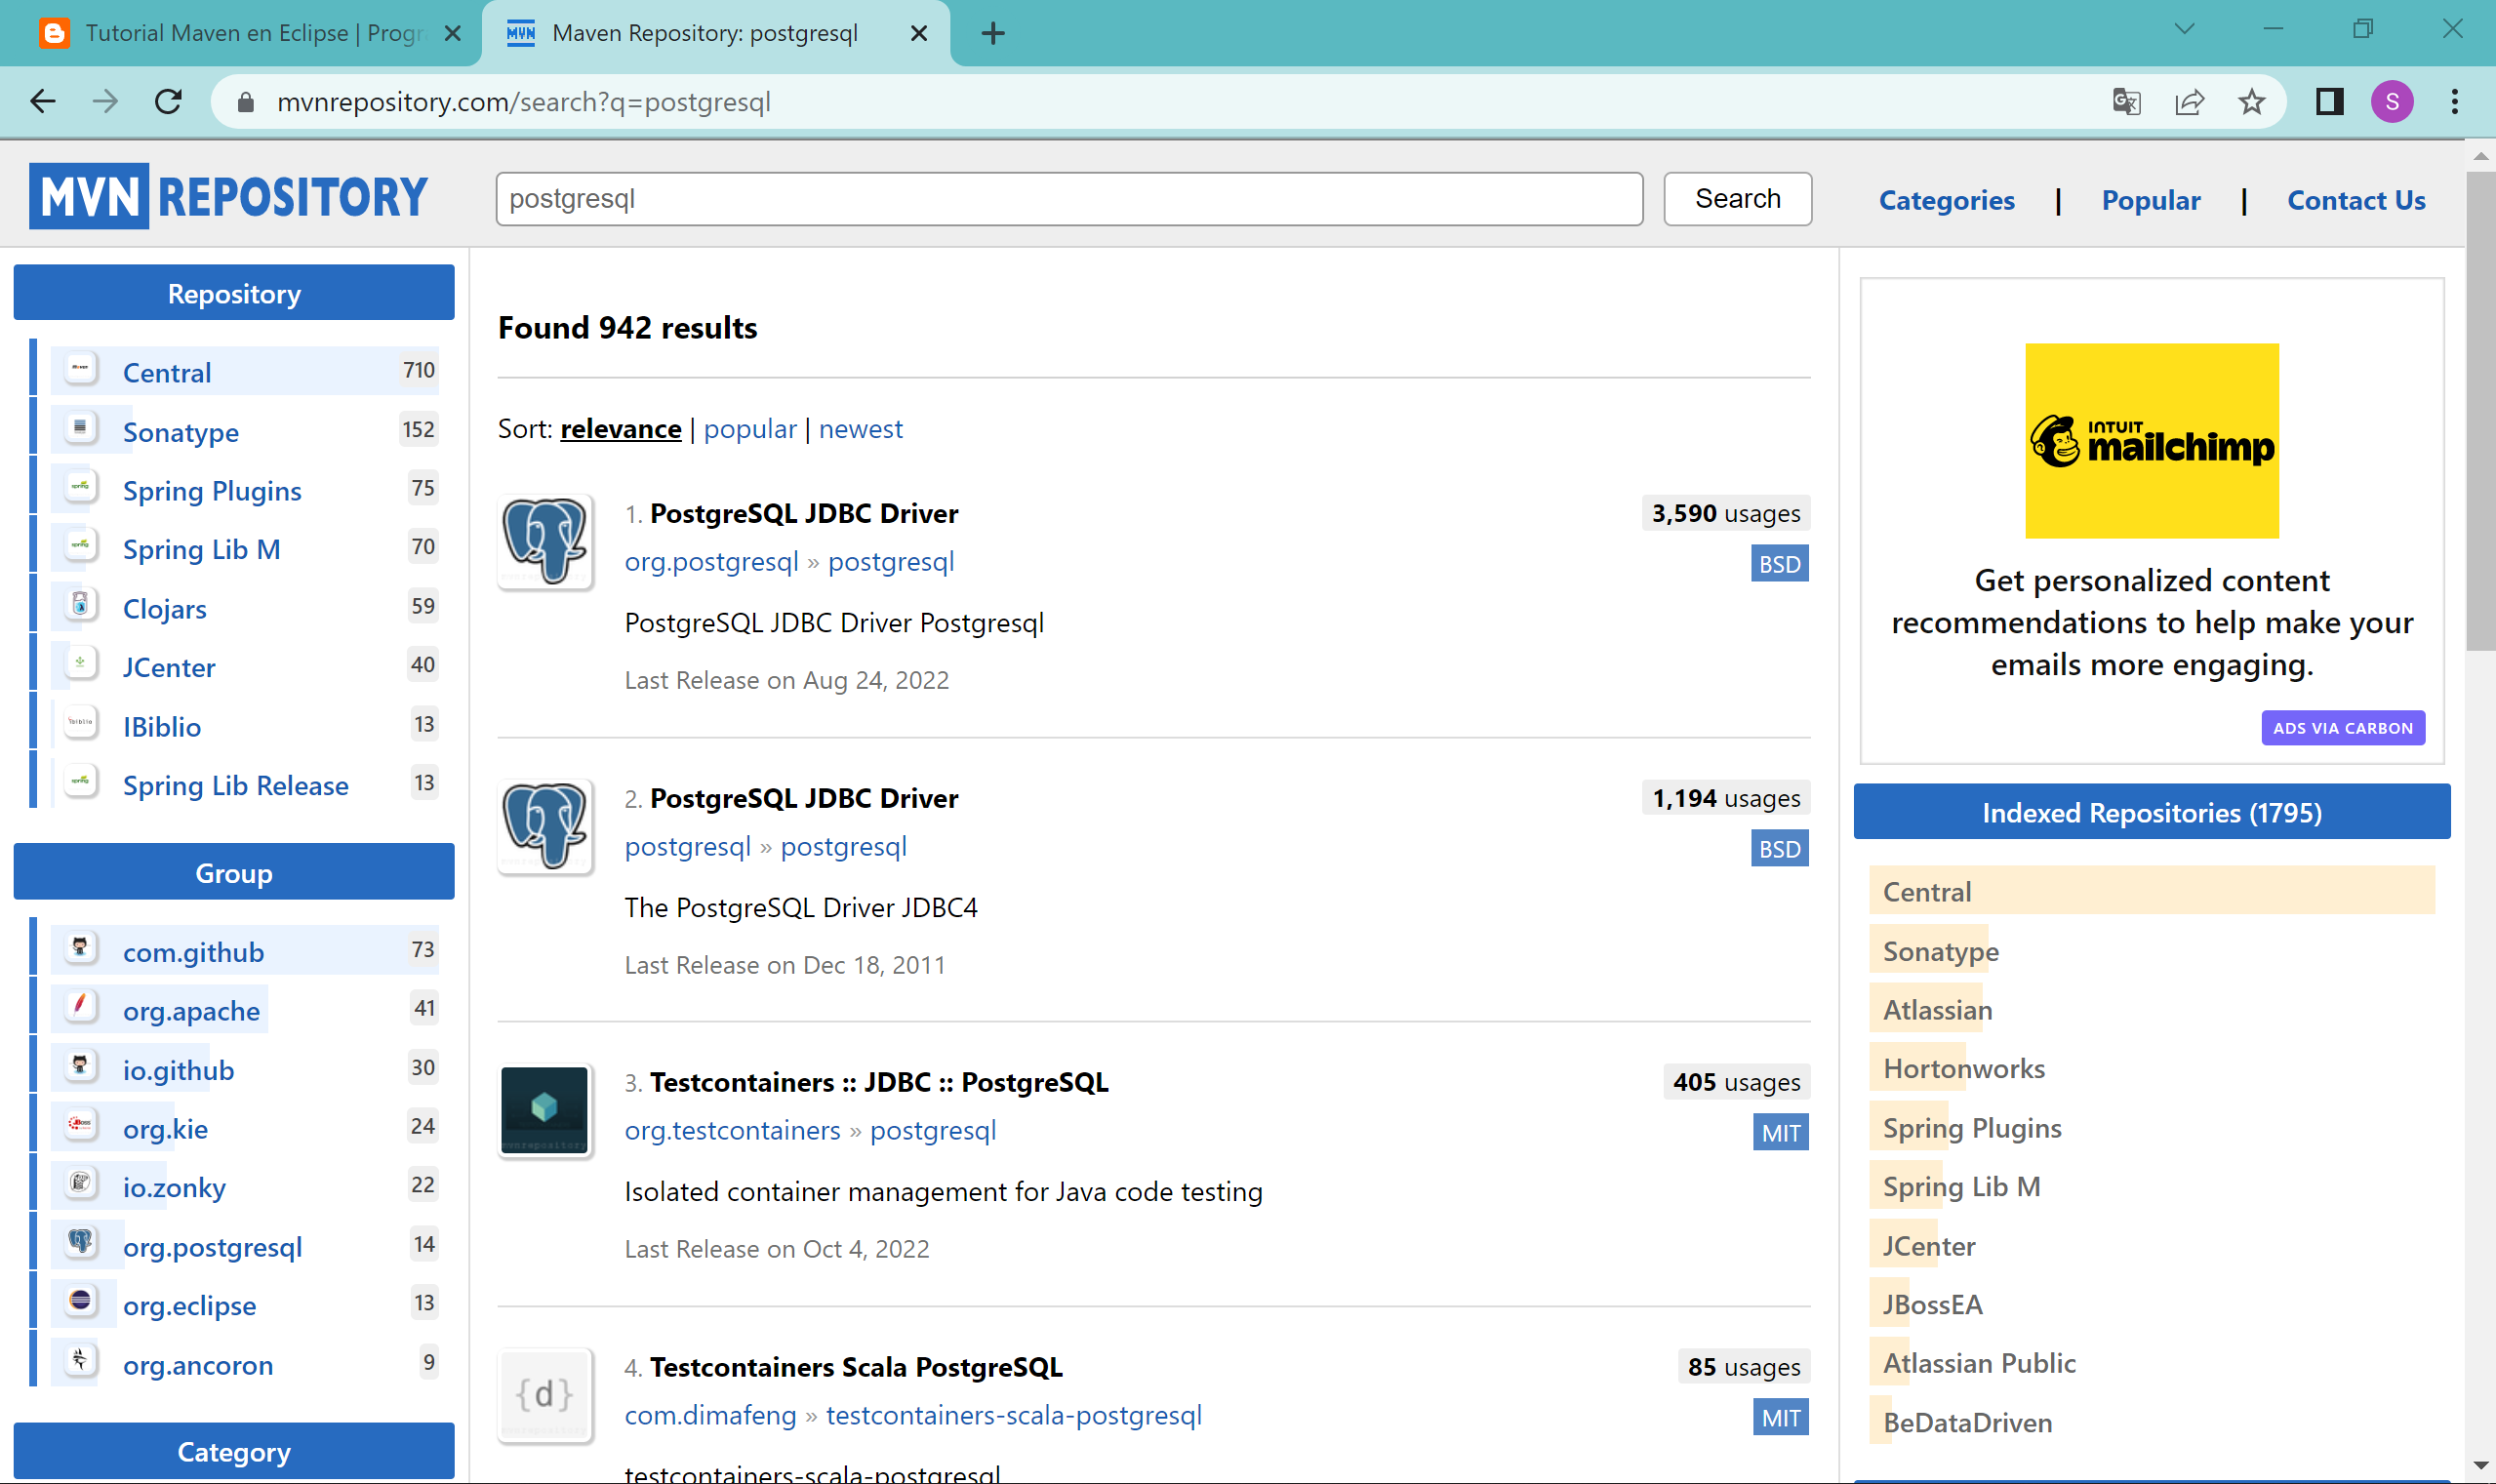 Tutorial Maven en Eclipse | Progr
Maven Repository: postgresql
mvnrepository.com/search?q=postgresql
S
MVN REPOSITORY
postgresql
Search
Categories | Popular | Contact Us
Repository
Central 710
Sonatype 152
Spring Plugins 75
Spring Lib M 70
Clojars 59
JCenter 40
IBiblio 13
Spring Lib Release 13
Group
com.github 73
org.apache 41
io.github 30
org.kie 24
io.zonky 22
org.postgresql 14
org.eclipse 13
org.ancoron 9
Category
Found 942 results
Sort: relevance | popular | newest
1. PostgreSQL JDBC Driver
3,590 usages
org.postgresql » postgresql
BSD
PostgreSQL JDBC Driver Postgresql
Last Release on Aug 24, 2022
2. PostgreSQL JDBC Driver
1,194 usages
postgresql » postgresql
BSD
The PostgreSQL Driver JDBC4
Last Release on Dec 18, 2011
3. Testcontainers :: JDBC :: PostgreSQL
405 usages
org.testcontainers » postgresql
MIT
Isolated container management for Java code testing
Last Release on Oct 4, 2022
{d}
4. Testcontainers Scala PostgreSQL
85 usages
com.dimafeng » testcontainers-scala-postgresql
MIT
testcontainers-scala-postgresql
INTUIT
mailchimp
Get personalized content
recommendations to help make your
emails more engaging.
ADS VIA CARBON
Indexed Repositories (1795)
Central
Sonatype
Atlassian
Hortonworks
Spring Plugins
Spring Lib M
JCenter
JBossEA
Atlassian Public
BeDataDriven